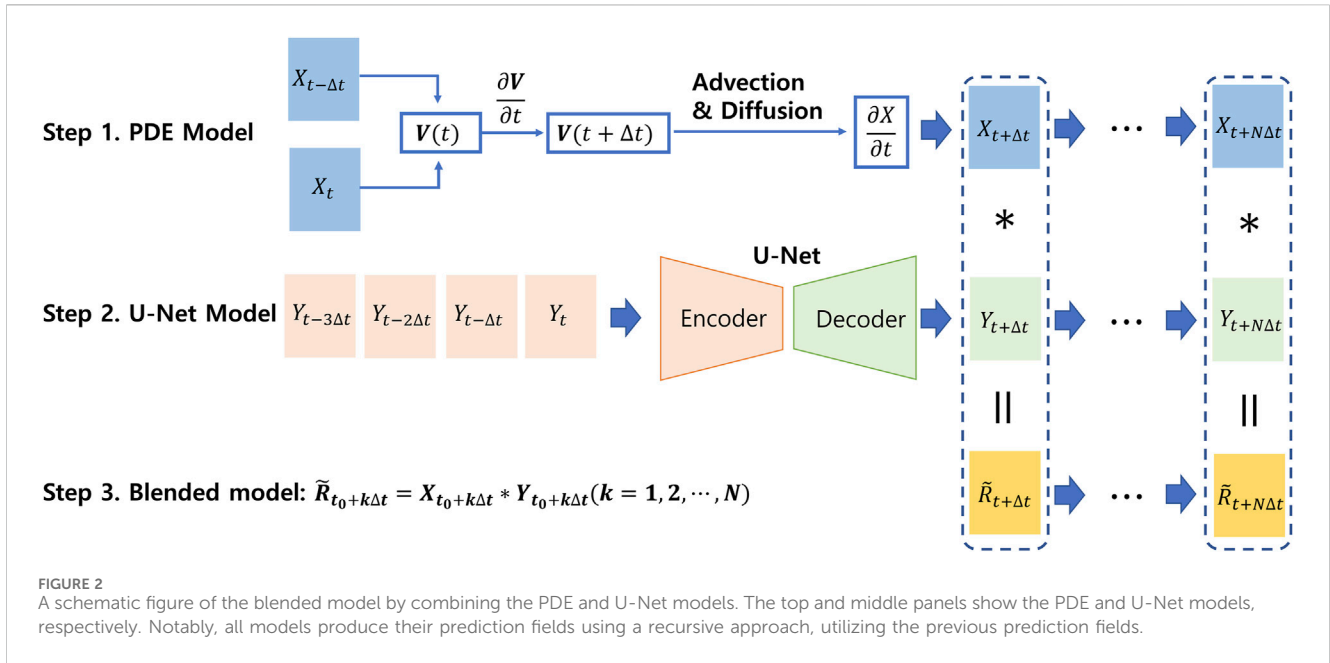 Step 1. PDE Model
X_{t−Δt}
X_t
V(t)
∂V/∂t
V(t + Δt)
Advection
& Diffusion
∂X/∂t
X_{t+Δt}
⋯
X_{t+NΔt}
*
*
Step 2. U-Net Model
Y_{t−3Δt} Y_{t−2Δt} Y_{t−Δt} Y_t
U-Net
Encoder
Decoder
Y_{t+Δt}
⋯
Y_{t+NΔt}
||
||
Step 3. Blended model: R̃_{t₀+kΔt} = X_{t₀+kΔt} * Y_{t₀+kΔt}(k = 1, 2, ⋯, N)
R̃_{t+Δt}
⋯
R̃_{t+NΔt}
FIGURE 2
A schematic figure of the blended model by combining the PDE and U-Net models. The top and middle panels show the PDE and U-Net models,
respectively. Notably, all models produce their prediction fields using a recursive approach, utilizing the previous prediction fields.